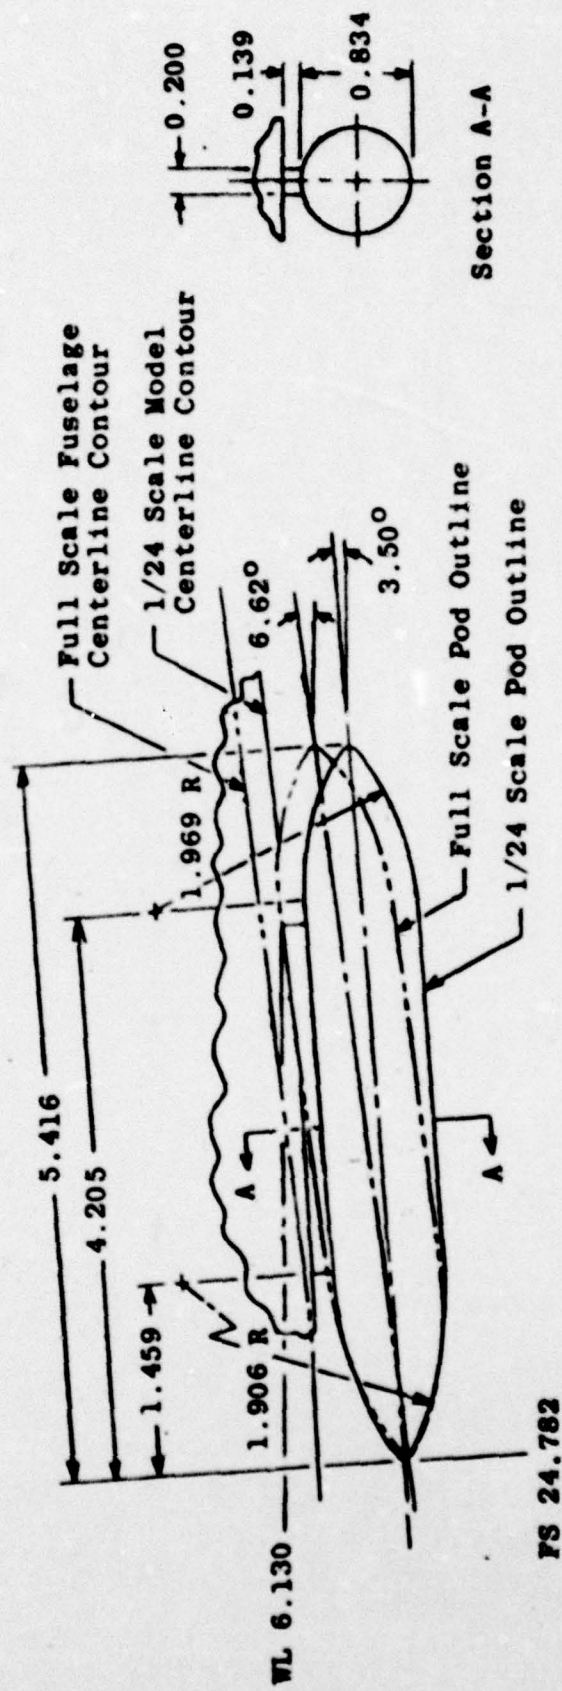 5.416
4.205
1.459
1.906 R
1.969 R
WL 6.130
FS 24.782
A
A
Full Scale Fuselage
Centerline Contour
1/24 Scale Model
Centerline Contour
6.62°
3.50°
Full Scale Pod Outline
1/24 Scale Pod Outline
0.200
0.139
0.834
Section A-A